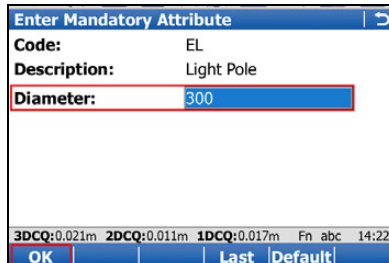 Enter Mandatory Attribute
Code: EL
Description: Light Pole
Diameter: 300
3DCQ:0.021m 2DCQ:0.011m 1DCQ:0.017m Fn abc 14:22
OK Last Default